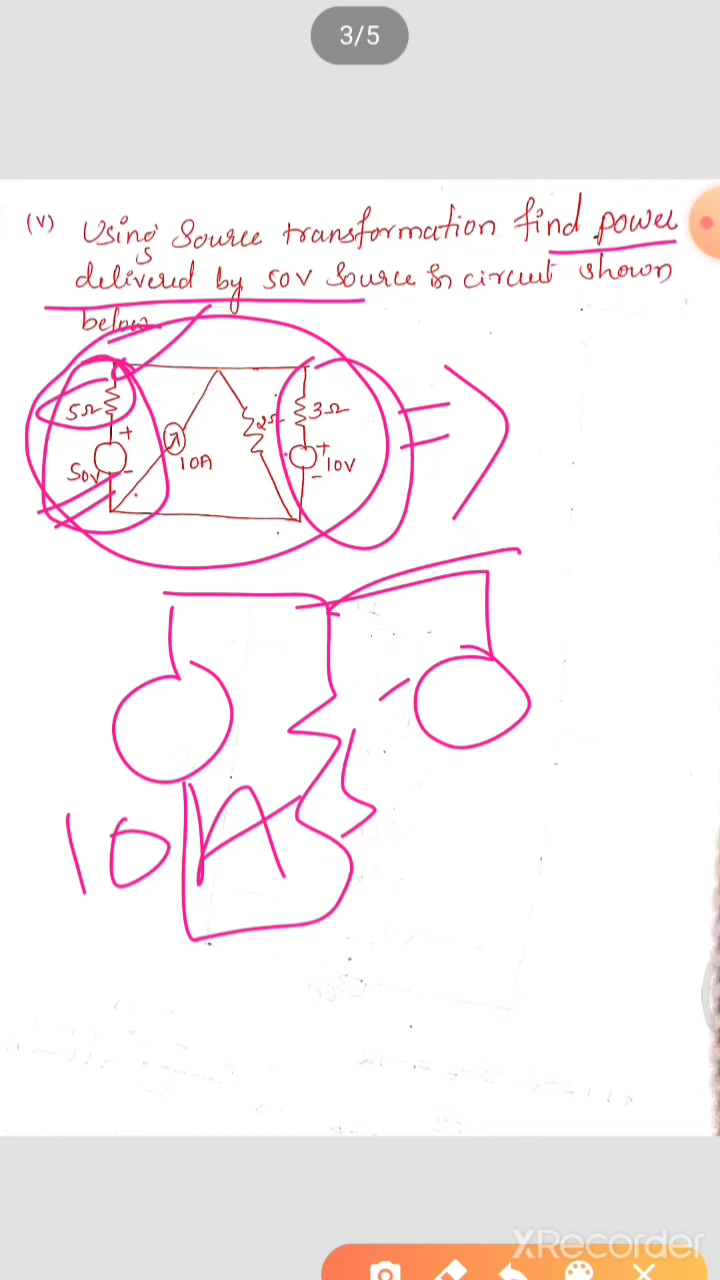 3/5
(V) Using Source transformation find power
delivered by 50V Source in circuit shown
below
5Ω
50V
10A
2Ω
3Ω
10V
10A
XRecorder